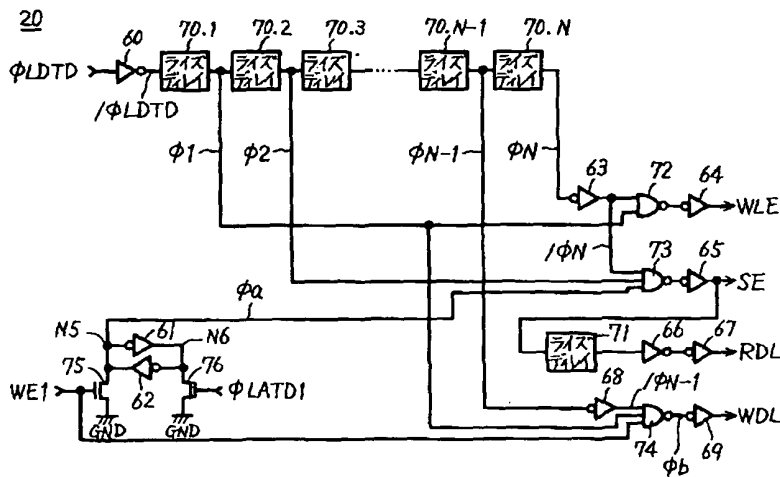 20
60
70.1
70.2
70.3
70.N-1
70.N
φLDTD
/φLDTD
ライズ
ディレイ
ライズ
ディレイ
ライズ
ディレイ
ライズ
ディレイ
ライズ
ディレイ
φ1
φ2
φN-1
φN
63
72
64
WLE
/φN
73
65
SE
φa
N5
61
N6
75
62
76
WE1
φLATD1
GND
GND
71
ライズ
ディレイ
66
67
RDL
68
/φN-1
WDL
74
φb
69